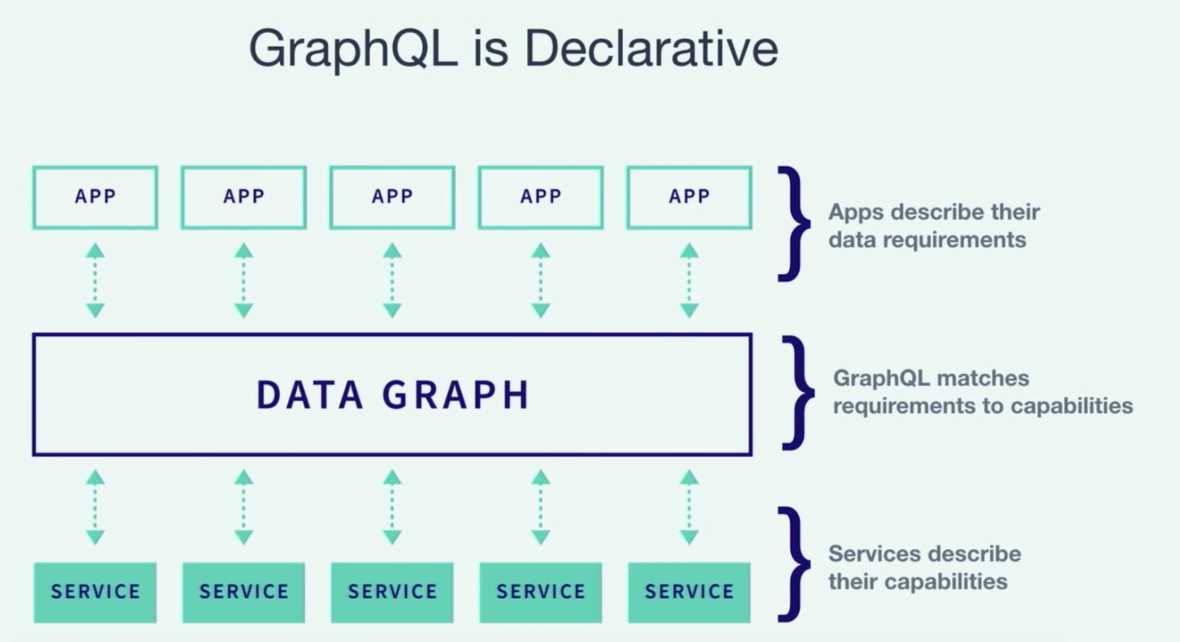 GraphQL is Declarative
APP APP APP APP APP
Apps describe their
data requirements
DATA GRAPH
GraphQL matches
requirements to capabilities
SERVICE SERVICE SERVICE SERVICE SERVICE
Services describe
their capabilities